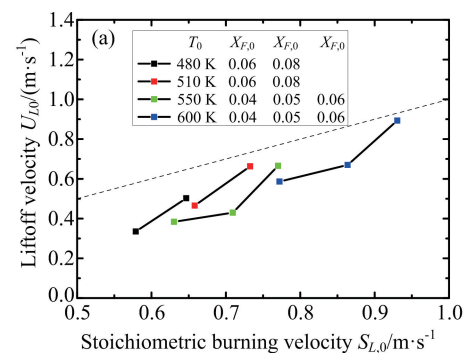 (a)
T0 XF,0 XF,0 XF,0
480 K 0.06 0.08
510 K 0.06 0.08
550 K 0.04 0.05 0.06
600 K 0.04 0.05 0.06
Liftoff velocity UL0/(m·s-1)
1.4
1.2
1.0
0.8
0.6
0.4
0.2
0.0
0.5 0.6 0.7 0.8 0.9 1.0
Stoichiometric burning velocity SL,0/m·s-1